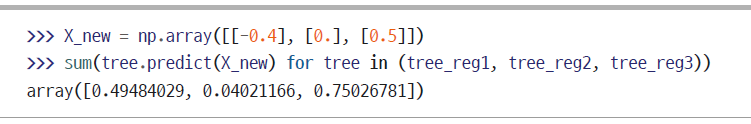 >>> X_new = np.array([[-0.4], [0.], [0.5]])
>>> sum(tree.predict(X_new) for tree in (tree_reg1, tree_reg2, tree_reg3))
array([0.49484029, 0.04021166, 0.75026781])